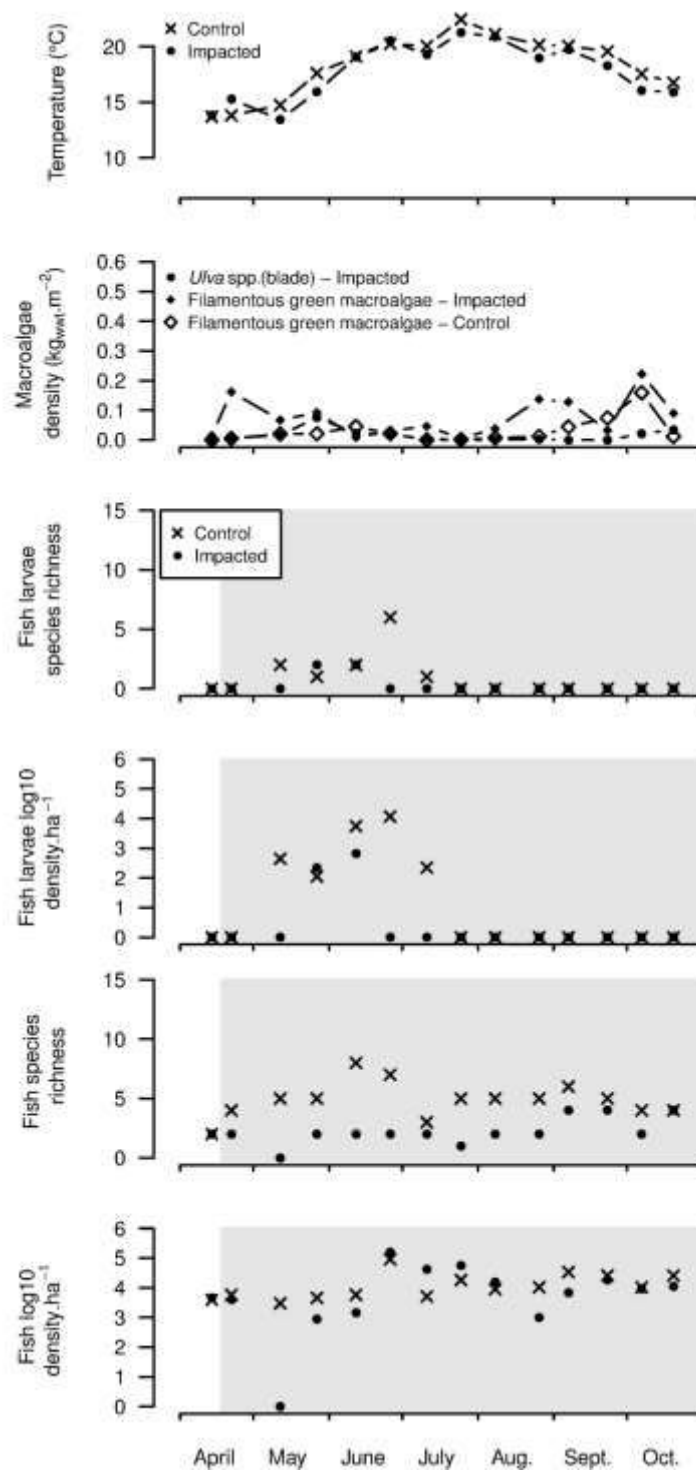 Temperature (°C)
20
15
10
Control
Impacted
Macroalgae
density (kgwwt.m−2)
0.6
0.5
0.4
0.3
0.2
0.1
0.0
Ulva spp.(blade) − Impacted
Filamentous green macroalgae − Impacted
Filamentous green macroalgae − Control
Fish larvae
species richness
15
10
5
0
Control
Impacted
Fish larvae log10
density.ha−1
6
5
4
3
2
1
0
Fish species
richness
15
10
5
0
Fish log10
density.ha−1
6
5
4
3
2
1
0
April May June July Aug. Sept. Oct.